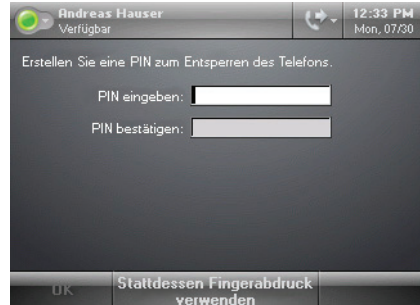 Andreas Hauser
Verfügbar
12:33 PM
Mon, 07/30
Erstellen Sie eine PIN zum Entsperren des Telefons.
PIN eingeben:
PIN bestätigen:
OK
Stattdessen Fingerabdruck
verwenden